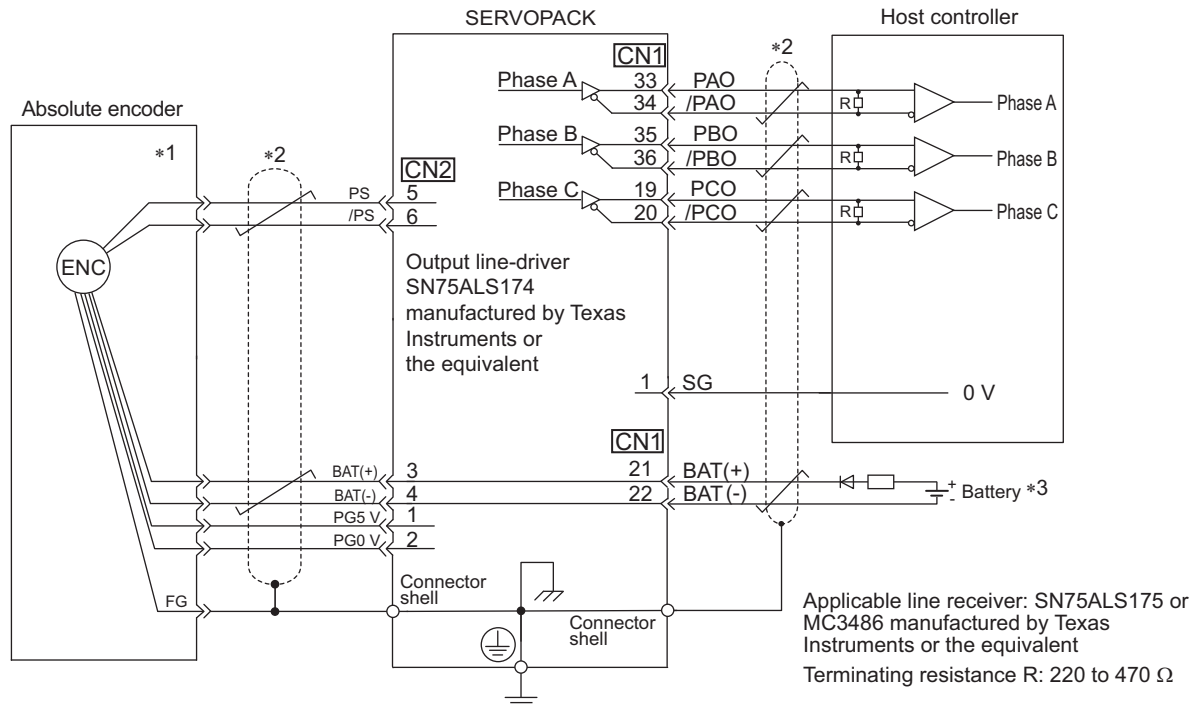 SERVOPACK
Host controller
Absolute encoder
*1
*2
CN2
PS 5
/PS 6
ENC
Output line-driver
SN75ALS174
manufactured by Texas
Instruments or
the equivalent
BAT(+) 3
BAT(-) 4
PG5 V 1
PG0 V 2
FG
Connector
shell
CN1
*2
Phase A 33 PAO
34 /PAO
R
Phase A
Phase B 35 PBO
36 /PBO
R
Phase B
Phase C 19 PCO
20 /PCO
R
Phase C
1 SG
0 V
CN1
21 BAT(+)
22 BAT (-)
+
-
Battery *3
Connector
shell
Applicable line receiver: SN75ALS175 or
MC3486 manufactured by Texas
Instruments or the equivalent
Terminating resistance R: 220 to 470 Ω